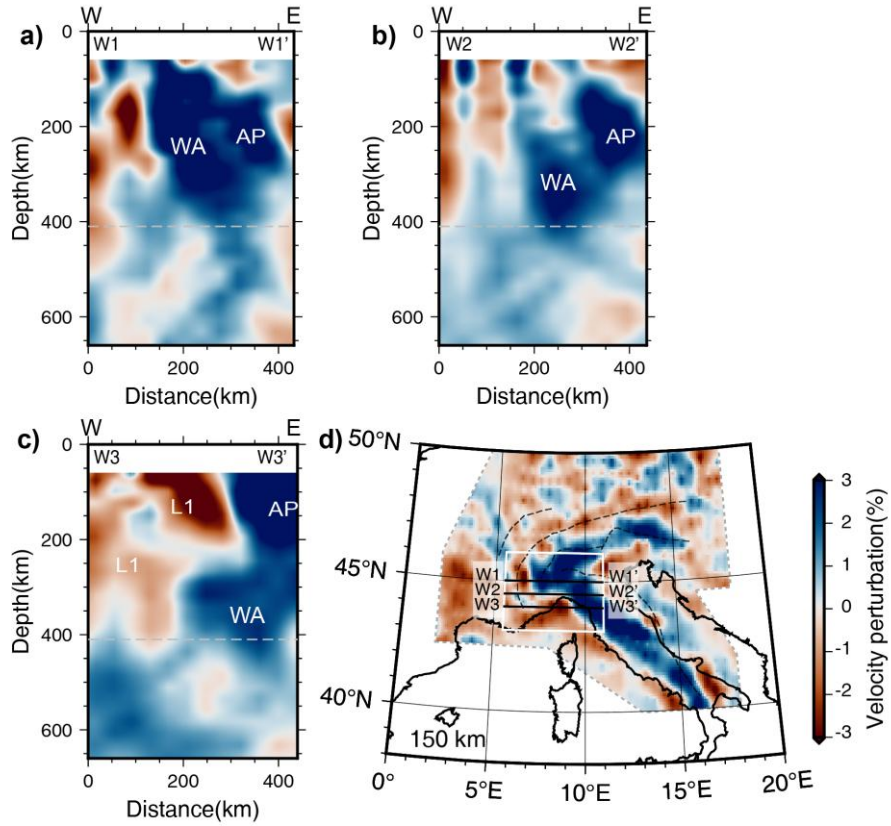 a)
W
E
W1
W1'
0
200
400
600
Depth(km)
WA
AP
0
200
400
Distance(km)
b)
W
E
W2
W2'
0
200
400
600
Depth(km)
WA
AP
0
200
400
Distance(km)
c)
W
E
W3
W3'
0
200
400
600
Depth(km)
L1
L1
AP
WA
0
200
400
Distance(km)
d)
50°N
45°N
40°N
W1
W1'
W2
W2'
W3
W3'
150 km
0°
5°E
10°E
15°E
20°E
3
2
1
0
-1
-2
-3
Velocity perturbation(%)